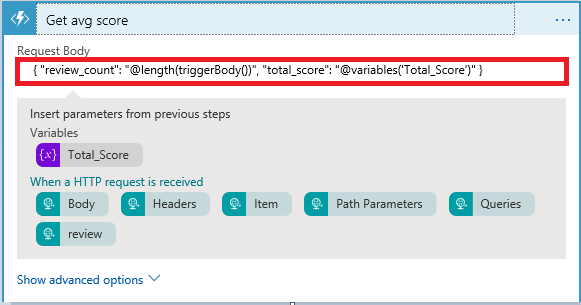 Get avg score
...
Request Body
{ "review_count": "@length(triggerBody())", "total_score": "@variables('Total_Score')" }
Insert parameters from previous steps
Variables
{x} Total_Score
When a HTTP request is received
Body Headers Item Path Parameters Queries
review
Show advanced options